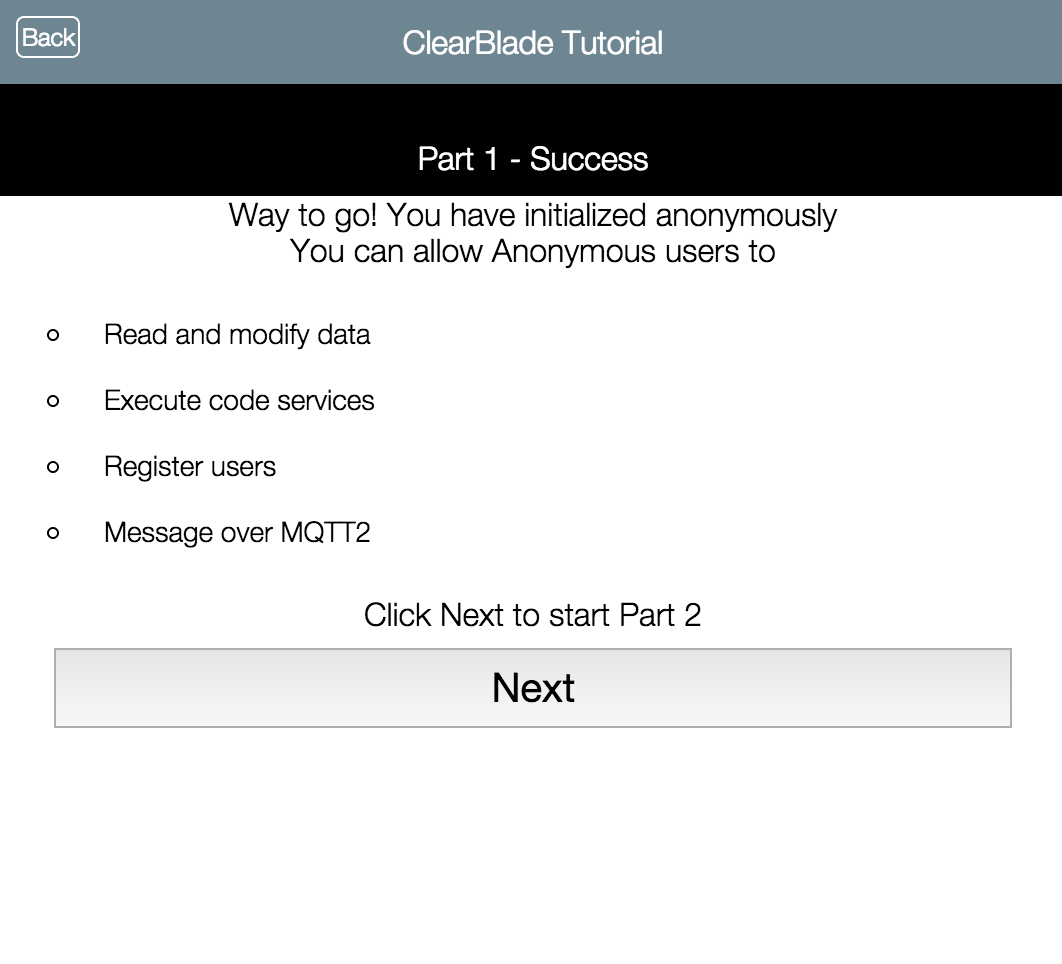 Back
ClearBlade Tutorial
Part 1 - Success
Way to go! You have initialized anonymously
You can allow Anonymous users to
Read and modify data
Execute code services
Register users
Message over MQTT2
Click Next to start Part 2
Next